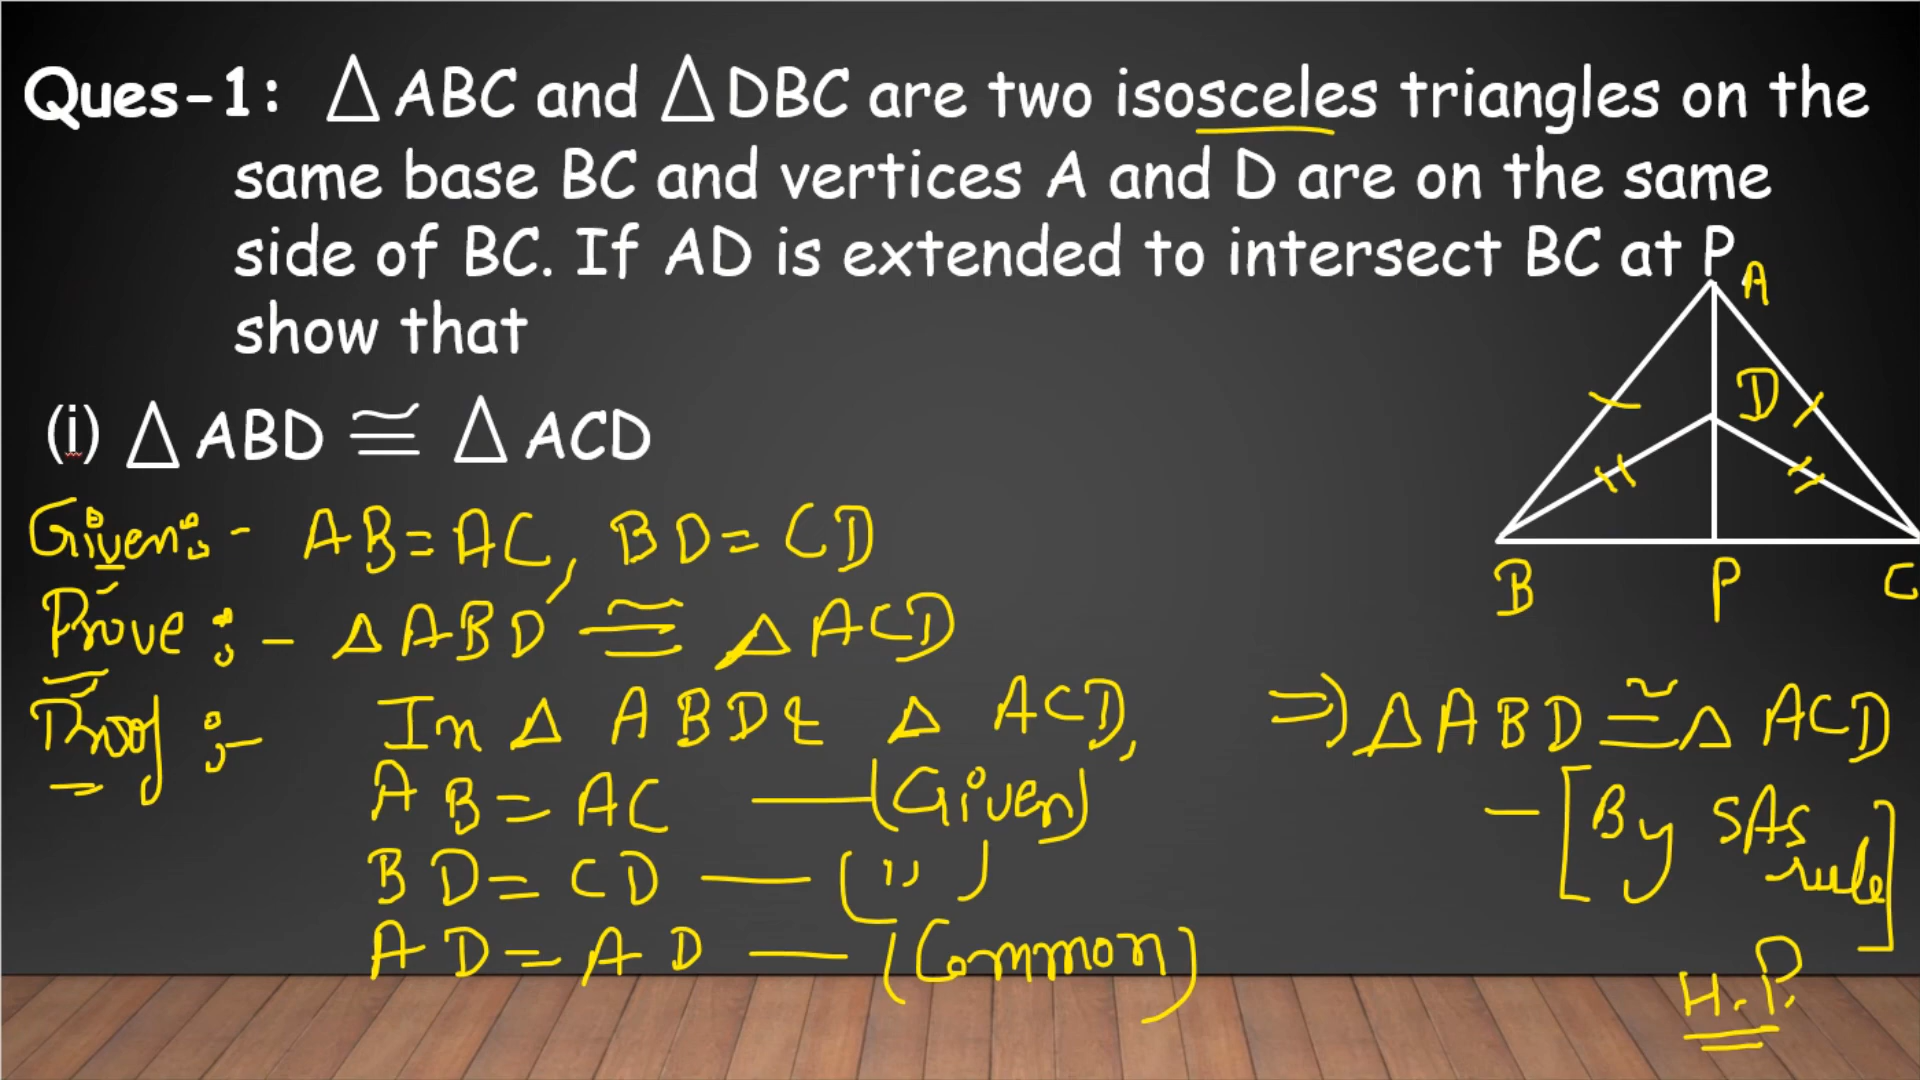 Ques-1: △ ABC and △ DBC are two isosceles triangles on the
same base BC and vertices A and D are on the same
side of BC. If AD is extended to intersect BC at P,
show that
A
D
B P C
(i) △ ABD ≅ △ ACD
Given:- AB=AC, BD=CD
Prove:- △ABD ≅ △ACD
Proof:- In △ ABD & △ ACD,
AB=AC —(Given)
BD=CD —(")
AD=AD —(Common)
⇒) △ABD ≅ △ ACD
-[By SAS
rule]
H.P.